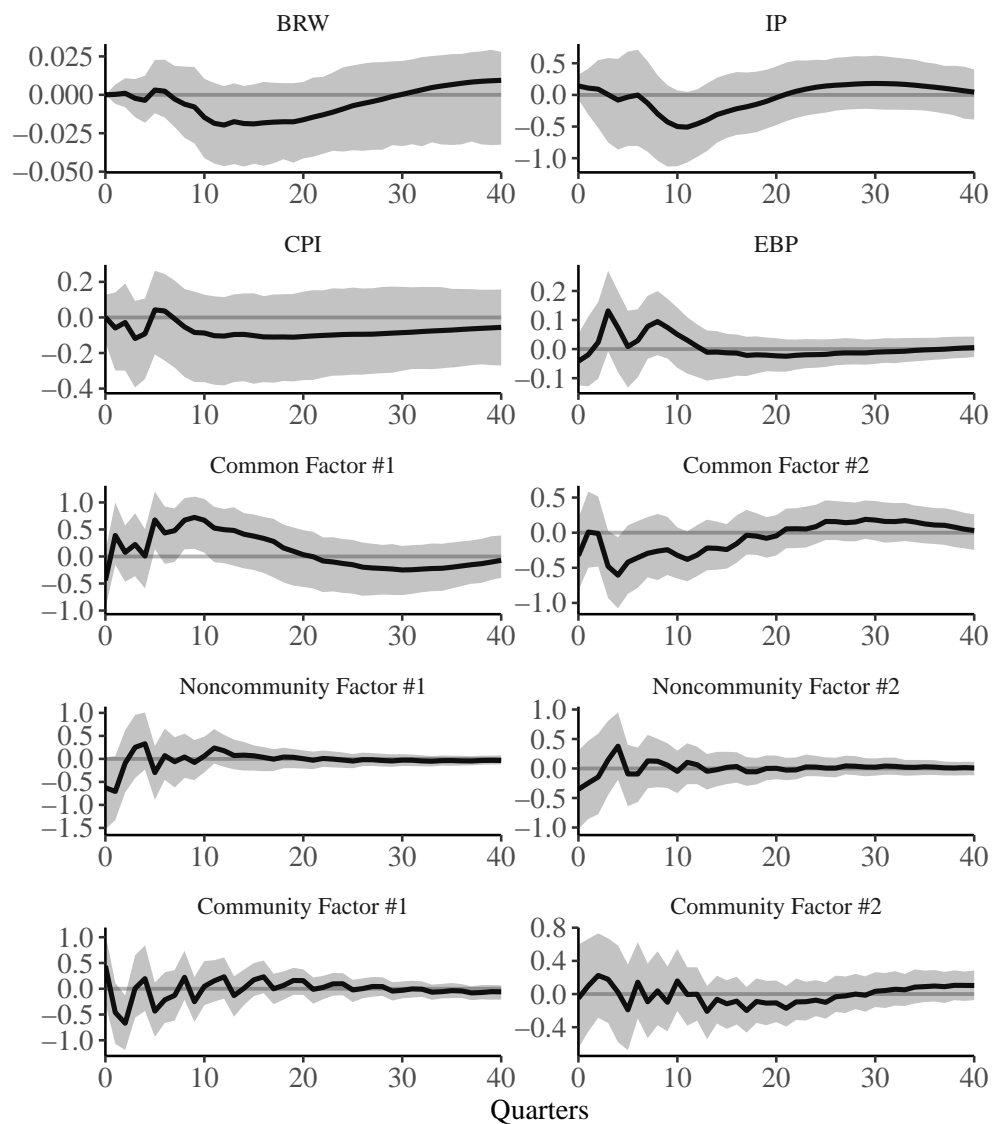 BRW
IP
0.025
0.000
−0.025
−0.050
0 10 20 30 40
0.5
0.0
−0.5
−1.0
0 10 20 30 40
CPI
EBP
0.2
0.0
−0.2
−0.4
0 10 20 30 40
0.2
0.1
0.0
−0.1
0 10 20 30 40
Common Factor #1
Common Factor #2
1.0
0.5
0.0
−0.5
−1.0
0 10 20 30 40
0.5
0.0
−0.5
−1.0
0 10 20 30 40
Noncommunity Factor #1
Noncommunity Factor #2
1.0
0.5
0.0
−0.5
−1.0
−1.5
0 10 20 30 40
1.0
0.5
0.0
−0.5
−1.0
0 10 20 30 40
Community Factor #1
Community Factor #2
1.0
0.5
0.0
−0.5
−1.0
0 10 20 30 40
0.8
0.4
0.0
−0.4
0 10 20 30 40
Quarters